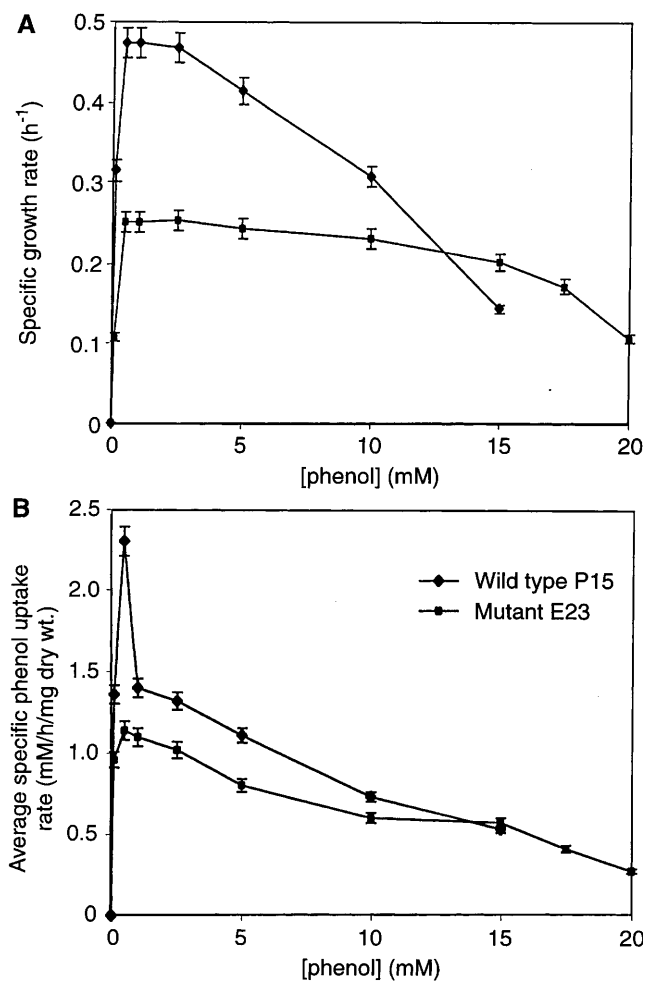 A
Specific growth rate (h⁻¹)
0.5
0.4
0.3
0.2
0.1
0
0 5 10 15 20
[phenol] (mM)
B
Average specific phenol uptake
rate (mM/h/mg dry wt.)
2.5
2.0
1.5
1.0
0.5
0
Wild type P15
Mutant E23
0 5 10 15 20
[phenol] (mM)